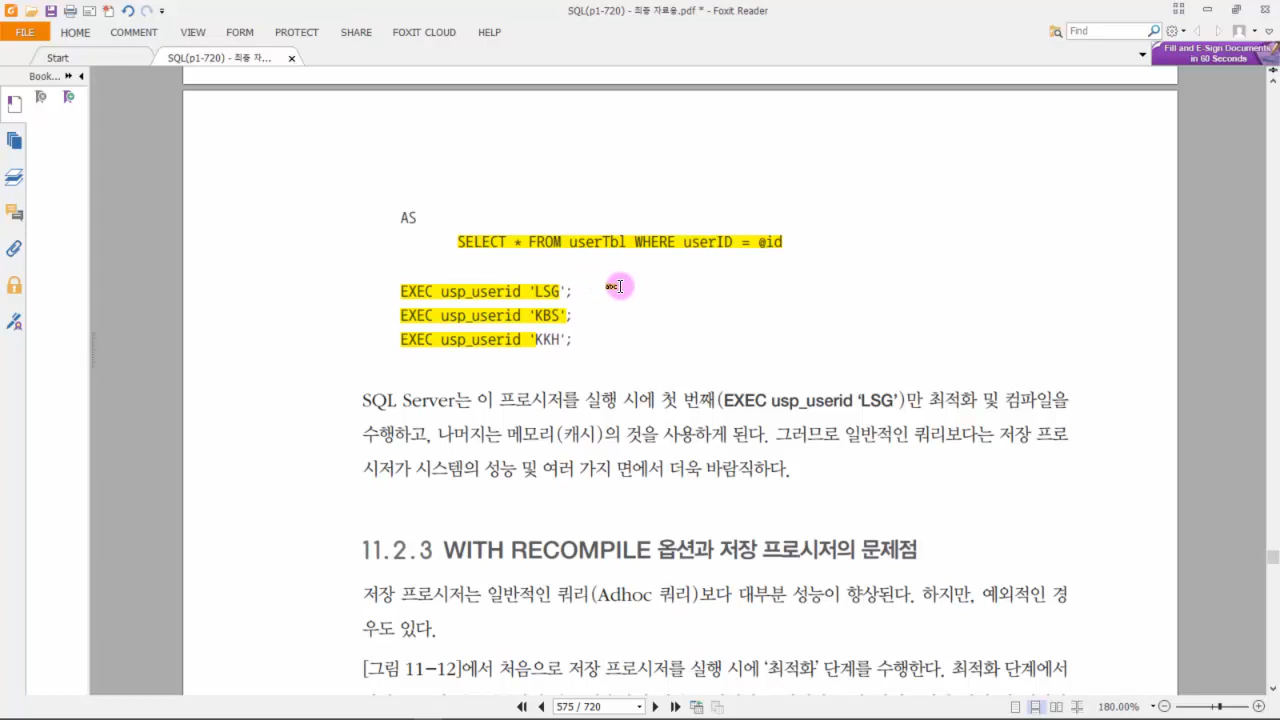 SQL(p1-720) - 최종 자료용.pdf * - Foxit Reader
FILE HOME COMMENT VIEW FORM PROTECT SHARE FOXIT CLOUD HELP
Find
Start
SQL(p1-720) - 최종 자...
Fill and E-Sign Documents
in 60 Seconds
Book...
AS
SELECT * FROM userTbl WHERE userID = @id
EXEC usp_userid 'LSG';
abc
EXEC usp_userid 'KBS';
EXEC usp_userid 'KKH';
SQL Server는 이 프로시저를 실행 시에 첫 번째(EXEC usp_userid ‘LSG’)만 최적화 및 컴파일을
수행하고, 나머지는 메모리(캐시)의 것을 사용하게 된다. 그러므로 일반적인 쿼리보다는 저장 프로
시저가 시스템의 성능 및 여러 가지 면에서 더욱 바람직하다.
11.2.3 WITH RECOMPILE 옵션과 저장 프로시저의 문제점
저장 프로시저는 일반적인 쿼리(Adhoc 쿼리)보다 대부분 성능이 향상된다. 하지만, 예외적인 경
우도 있다.
[그림 11-12]에서 처음으로 저장 프로시저를 실행 시에 ‘최적화’ 단계를 수행한다. 최적화 단계에서
575 / 720
180.00%